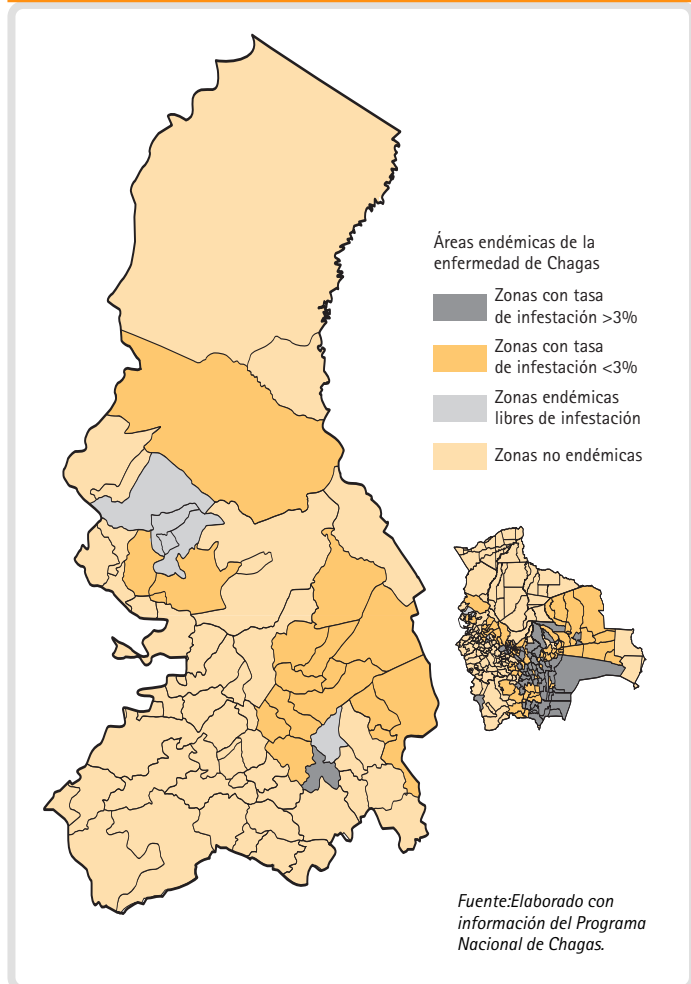 Áreas endémicas de la
enfermedad de Chagas
Zonas con tasa
de infestación >3%
Zonas con tasa
de infestación <3%
Zonas endémicas
libres de infestación
Zonas no endémicas
Fuente:Elaborado con
información del Programa
Nacional de Chagas.